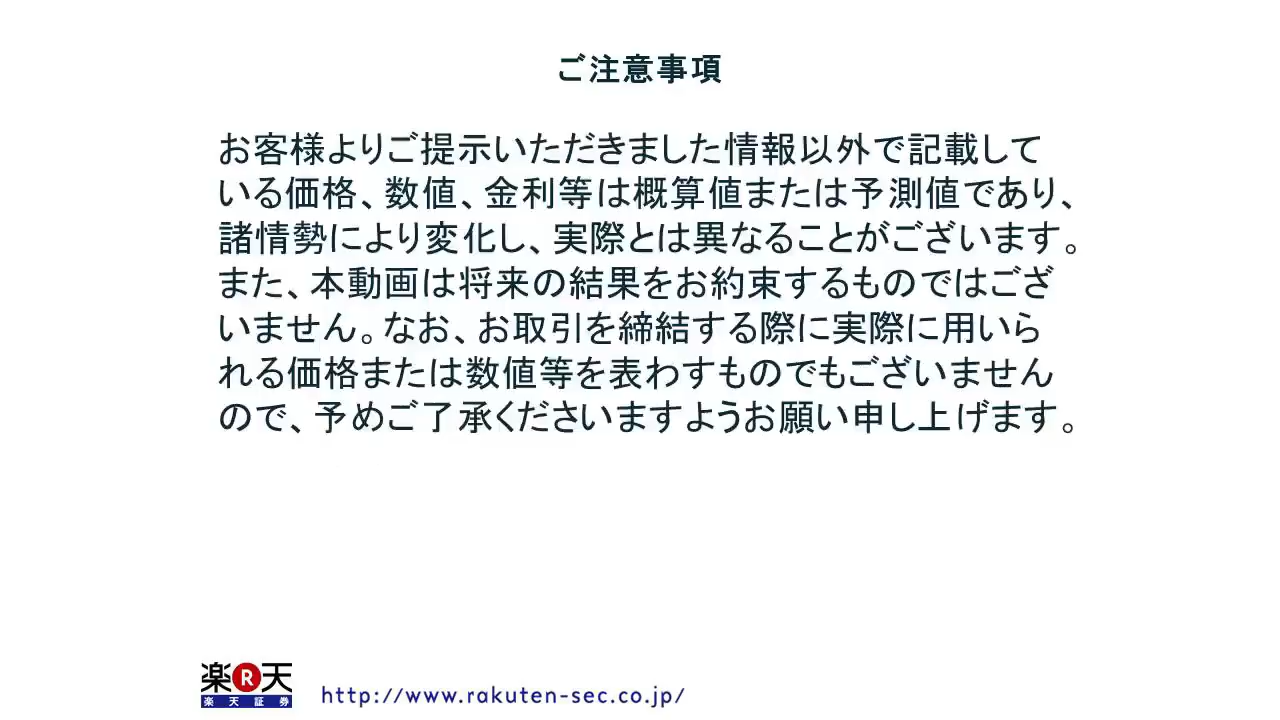 ご注意事項
お客様よりご提示いただきました情報以外で記載して
いる価格、数値、金利等は概算値または予測値であり、
諸情勢により変化し、実際とは異なることがございます。
また、本動画は将来の結果をお約束するものではござ
いません。なお、お取引を締結する際に実際に用いら
れる価格または数値等を表わすものでもございません
ので、予めご了承くださいますようお願い申し上げます。
楽R天
楽天証券
http://www.rakuten-sec.co.jp/